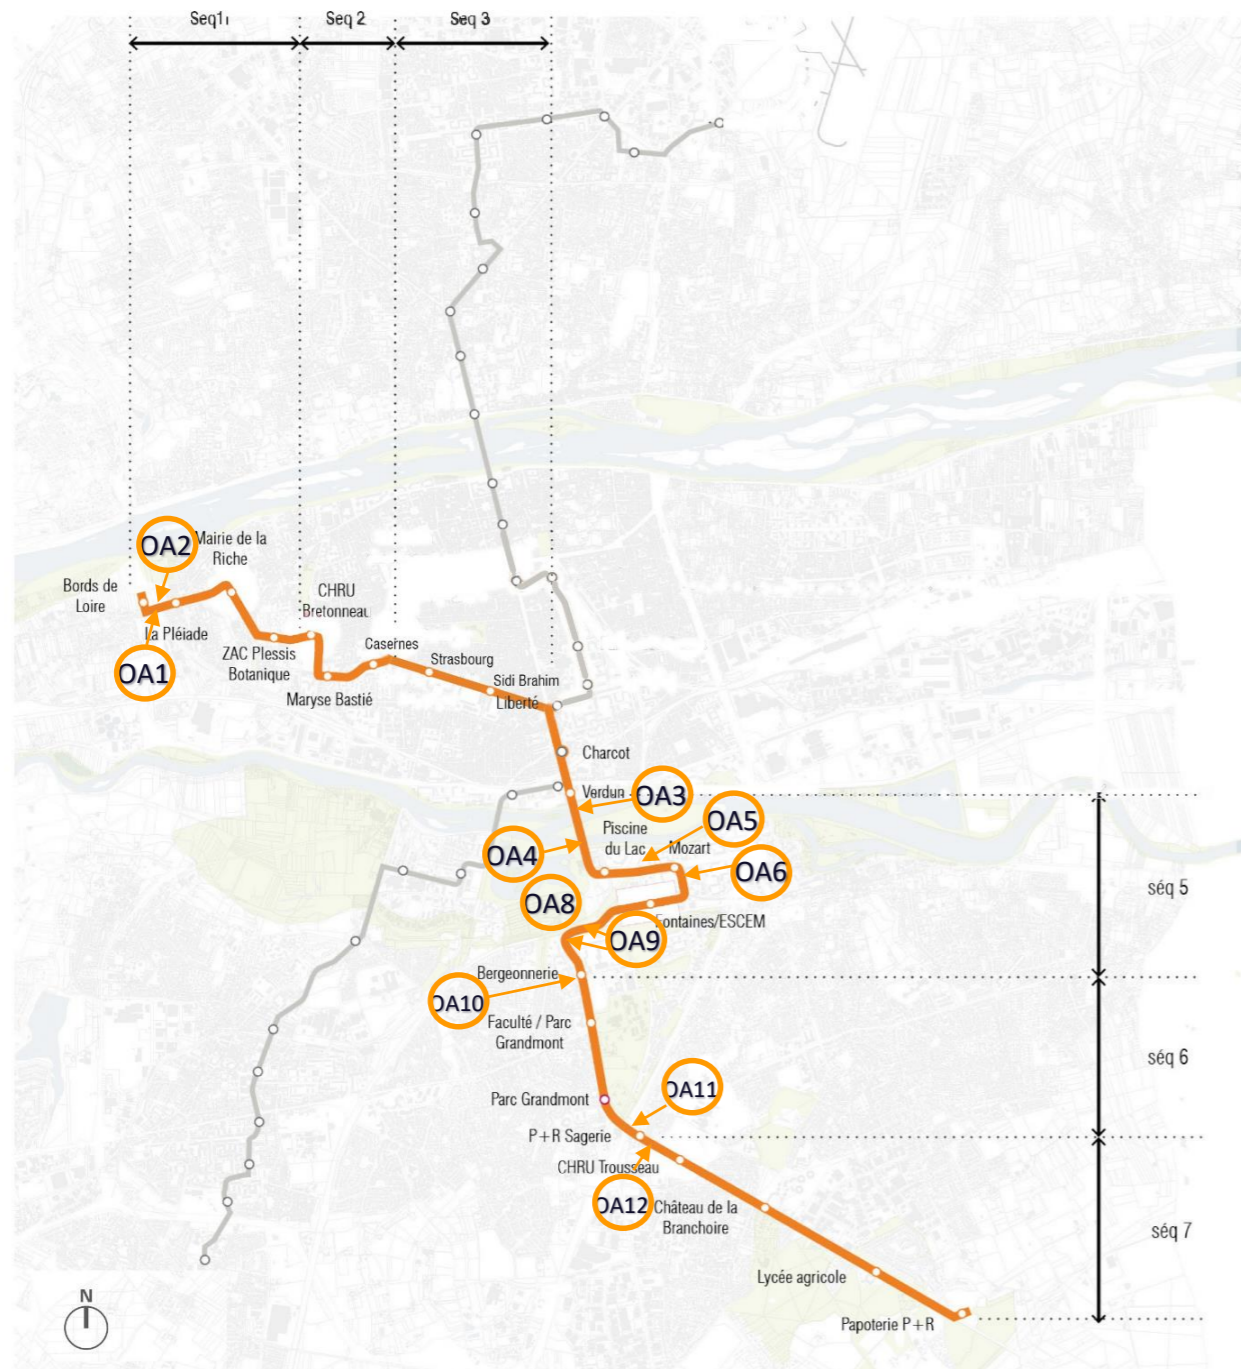 Seq1i
Seq 2
Seq 3
OA2
Mairie de la
Riche
Bords de
Loire
CHRU
Bretonneau
La Pléiade
OA1
ZAC Plessis
Botanique
Casernes
Strasbourg
Maryse Bastié
Sidi Brahim
Liberté
Charcot
Verdun
OA3
OA5
Piscine
du Lac
Mozart
OA4
OA6
séq 5
OA8
Fontaines/ESCEM
OA9
Bergeonnerie
OA10
Faculté / Parc
Grandmont
séq 6
OA11
Parc Grandmont
P+R Sagerie
CHRU Trousseau
OA12
Château de la
Branchoire
séq 7
Lycée agricole
N
Papoterie P+R